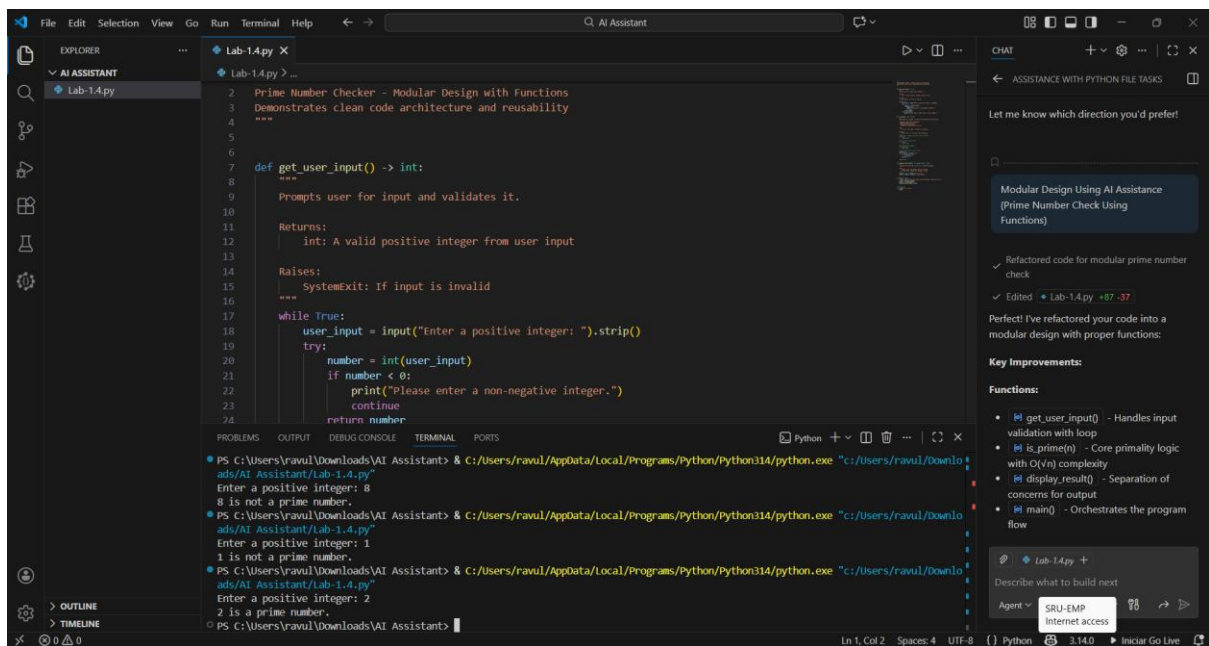 File Edit Selection View Go Run Terminal Help
AI Assistant
EXPLORER
AI ASSISTANT
Lab-1.4.py
OUTLINE
TIMELINE
Lab-1.4.py
Lab-1.4.py > ...
2 Prime Number Checker - Modular Design with Functions
3 Demonstrates clean code architecture and reusability
4 """
5
6
7 def get_user_input() -> int:
8 """
9 Prompts user for input and validates it.
10
11 Returns:
12 int: A valid positive integer from user input
13
14 Raises:
15 SystemExit: If input is invalid
16 """
17 while True:
18 user_input = input("Enter a positive integer: ").strip()
19 try:
20 number = int(user_input)
21 if number < 0:
22 print("Please enter a non-negative integer.")
23 continue
24 return number
PROBLEMS OUTPUT DEBUG CONSOLE TERMINAL PORTS
Python
PS C:\Users\ravul\Downloads\AI Assistant> & C:/Users/ravul/AppData/Local/Programs/Python/Python314/python.exe "c:/Users/ravul/Downlo
ads/AI Assistant/Lab-1.4.py"
Enter a positive integer: 8
8 is not a prime number.
PS C:\Users\ravul\Downloads\AI Assistant> & C:/Users/ravul/AppData/Local/Programs/Python/Python314/python.exe "c:/Users/ravul/Downlo
ads/AI Assistant/Lab-1.4.py"
Enter a positive integer: 1
1 is not a prime number.
PS C:\Users\ravul\Downloads\AI Assistant> & C:/Users/ravul/AppData/Local/Programs/Python/Python314/python.exe "c:/Users/ravul/Downlo
ads/AI Assistant/Lab-1.4.py"
Enter a positive integer: 2
2 is a prime number.
PS C:\Users\ravul\Downloads\AI Assistant>
CHAT
ASSISTANCE WITH PYTHON FILE TASKS
Let me know which direction you'd prefer!
Modular Design Using AI Assistance
(Prime Number Check Using
Functions)
Refactored code for modular prime number
check
Edited Lab-1.4.py +87 -37
Perfect! I've refactored your code into a
modular design with proper functions:
Key Improvements:
Functions:
• get_user_input() - Handles input
validation with loop
• is_prime(n) - Core primality logic
with O(√n) complexity
• display_result() - Separation of
concerns for output
• main() - Orchestrates the program
flow
Lab-1.4.py
Describe what to build next
Agent
SRU-EMP
Internet access
0 0
Ln 1, Col 2 Spaces: 4 UTF-8 {} Python 3.14.0 Iniciar Go Live